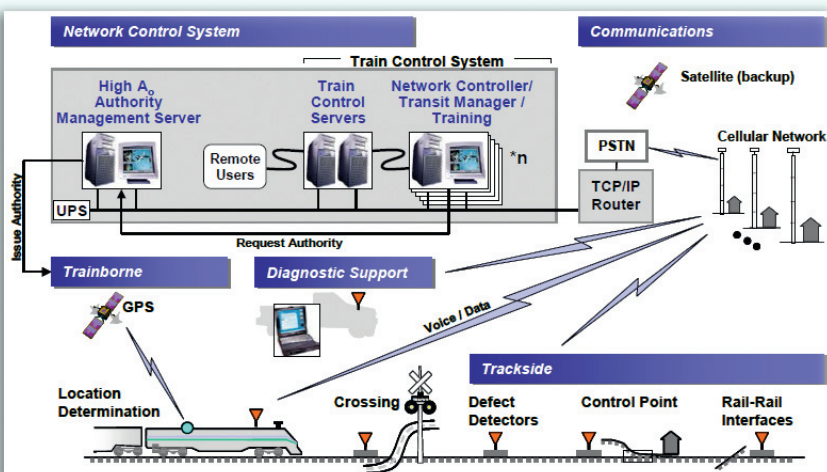 Network Control System
Communications
Train Control System
High Ao
Authority
Management Server
Train
Control
Servers
Network Controller/
Transit Manager /
Training
Satellite (backup)
Cellular Network
Remote
Users
*n
PSTN
TCP/IP
Router
UPS
Issue Authority
Request Authority
Trainborne
Diagnostic Support
GPS
Voice / Data
Trackside
Location
Determination
Crossing
Defect
Detectors
Control Point
Rail-Rail
Interfaces